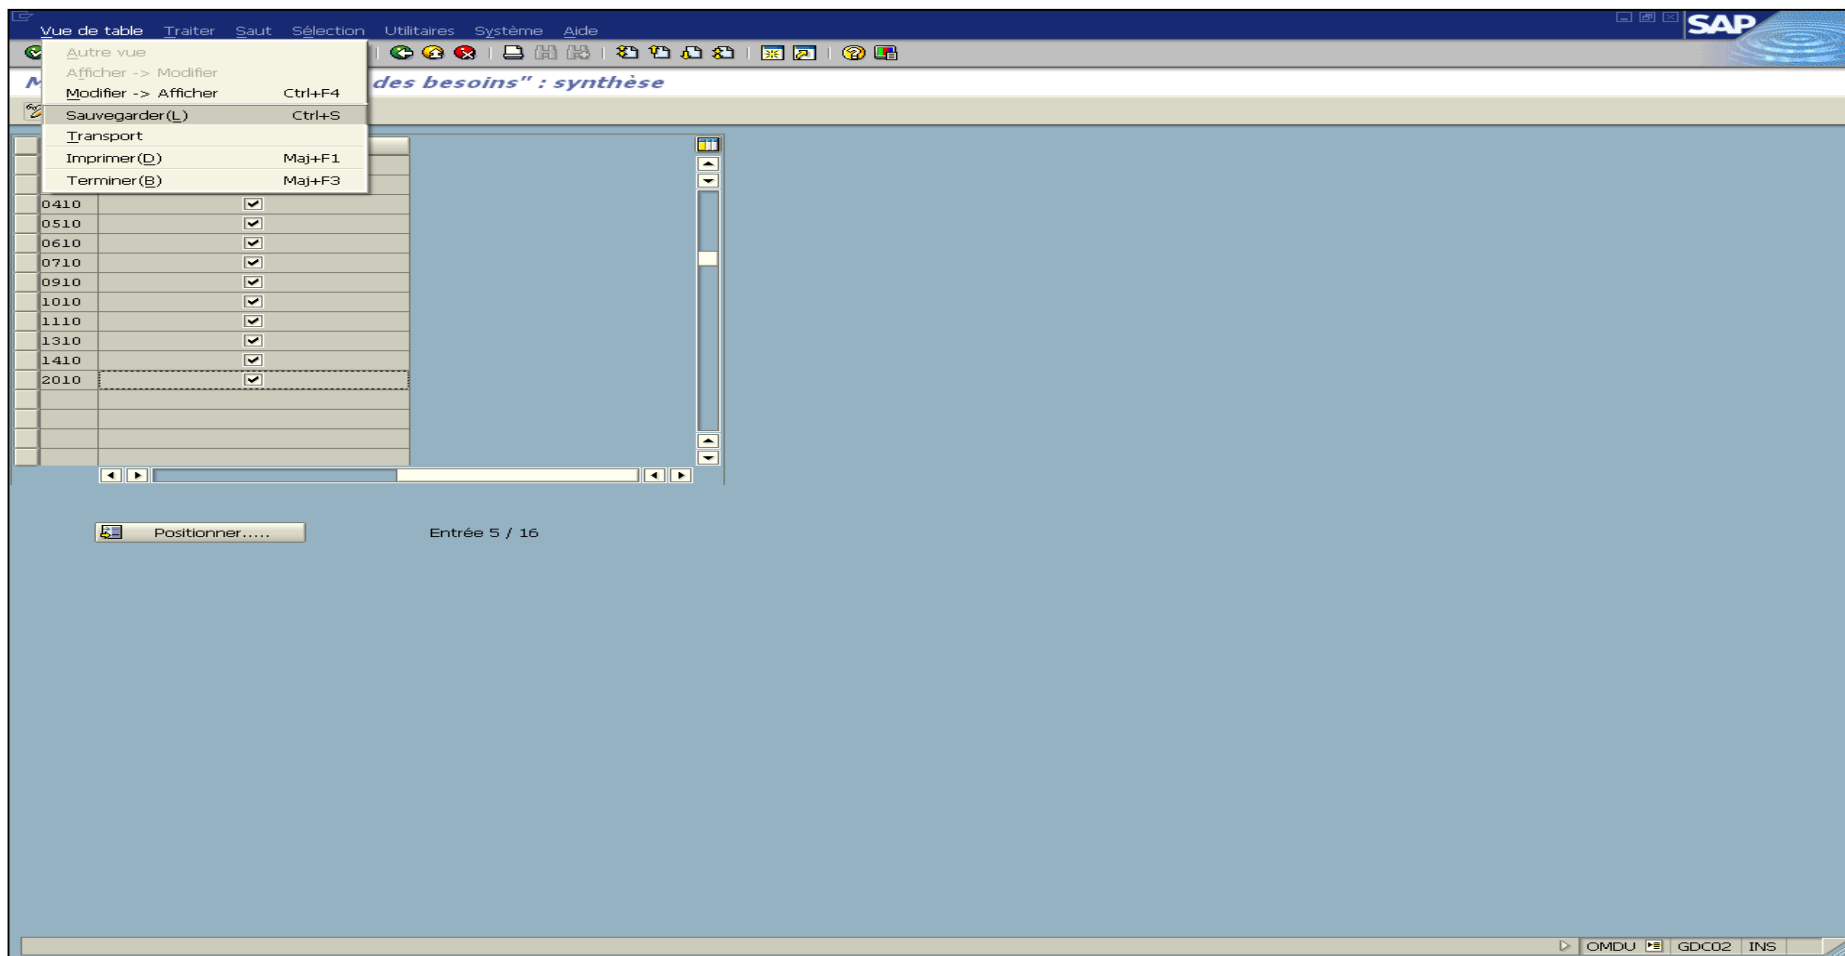 Vue de table Traiter Saut Sélection Utilitaires Système Aide
SAP
Autre vue
Afficher -> Modifier
Modifier -> Afficher Ctrl+F4
des besoins" : synthèse
Sauvegarder(L) Ctrl+S
Transport
Imprimer(D) Maj+F1
Terminer(B) Maj+F3
0410
0510
0610
0710
0910
1010
1110
1310
1410
2010
Positionner..... Entrée 5 / 16
OMDU GDC02 INS